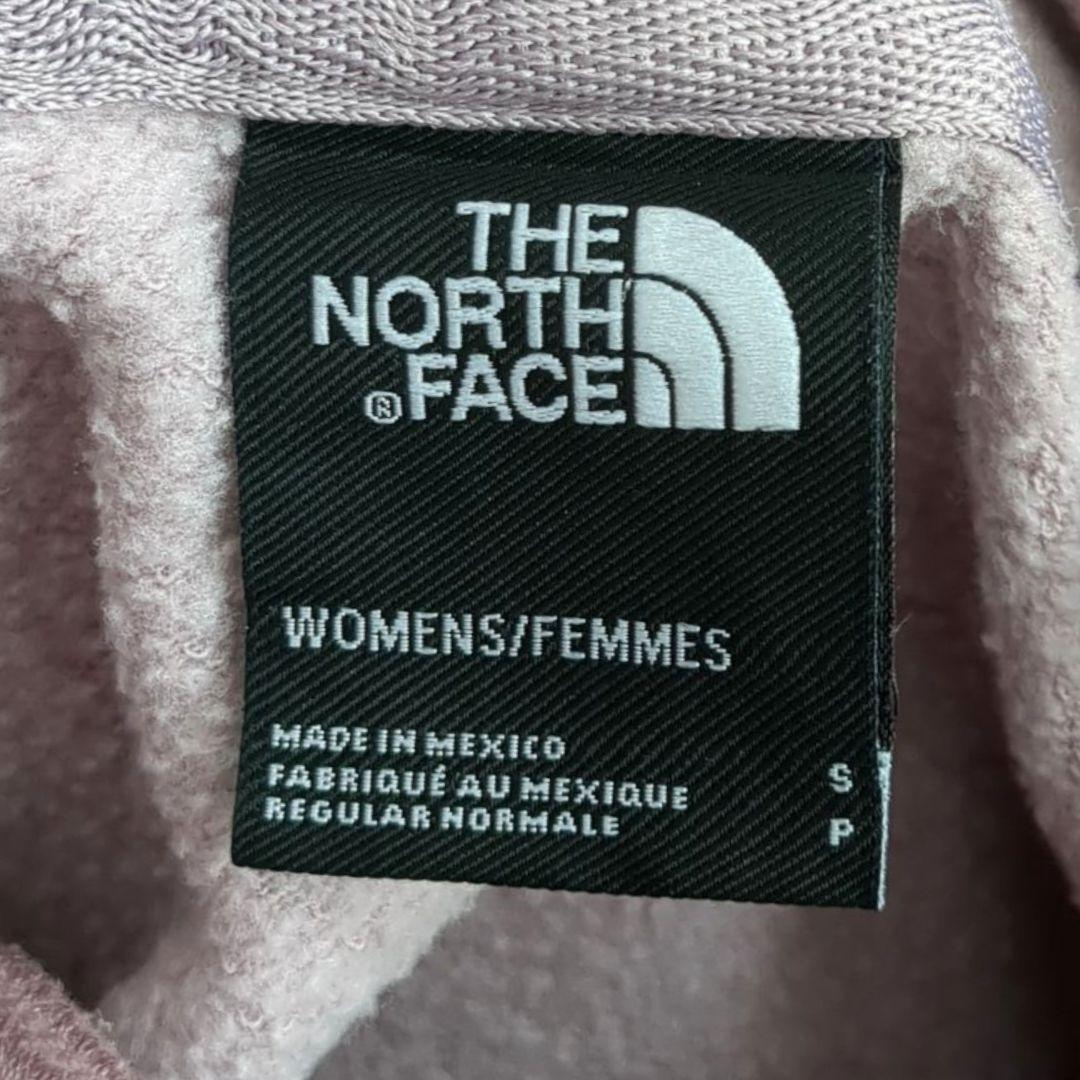 THE
NORTH
®FACE
WOMENS/FEMMES
MADE IN MEXICO
FABRIQUÉ AU MEXIQUE
REGULAR NORMALE
S
P